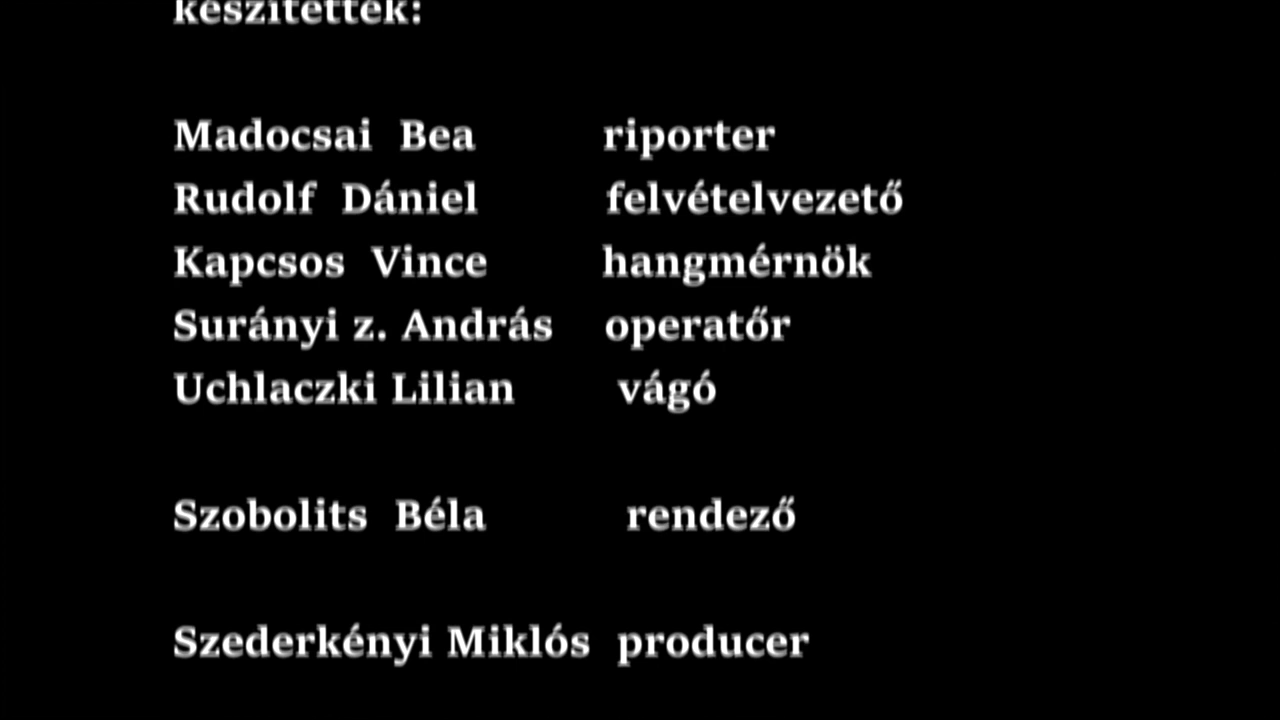 készítették:
Madocsai Bea riporter
Rudolf Dániel felvételvezető
Kapcsos Vince hangmérnök
Surányi z. András operatőr
Uchlaczki Lilian vágó
Szobolits Béla rendező
Szederkényi Miklós producer